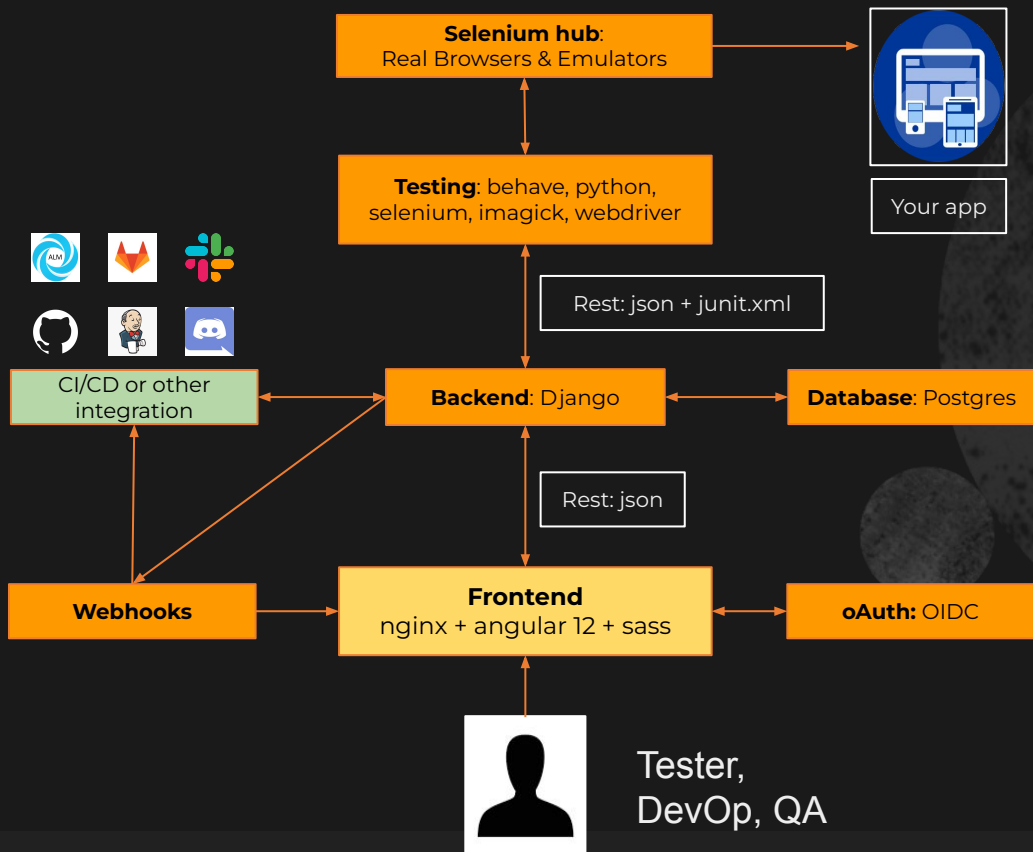 Selenium hub:
Real Browsers & Emulators
Testing: behave, python,
selenium, imagick, webdriver
Your app
ALM
Rest: json + junit.xml
CI/CD or other
integration
Backend: Django
Database: Postgres
Rest: json
Webhooks
Frontend
nginx + angular 12 + sass
oAuth: OIDC
Tester,
DevOp, QA